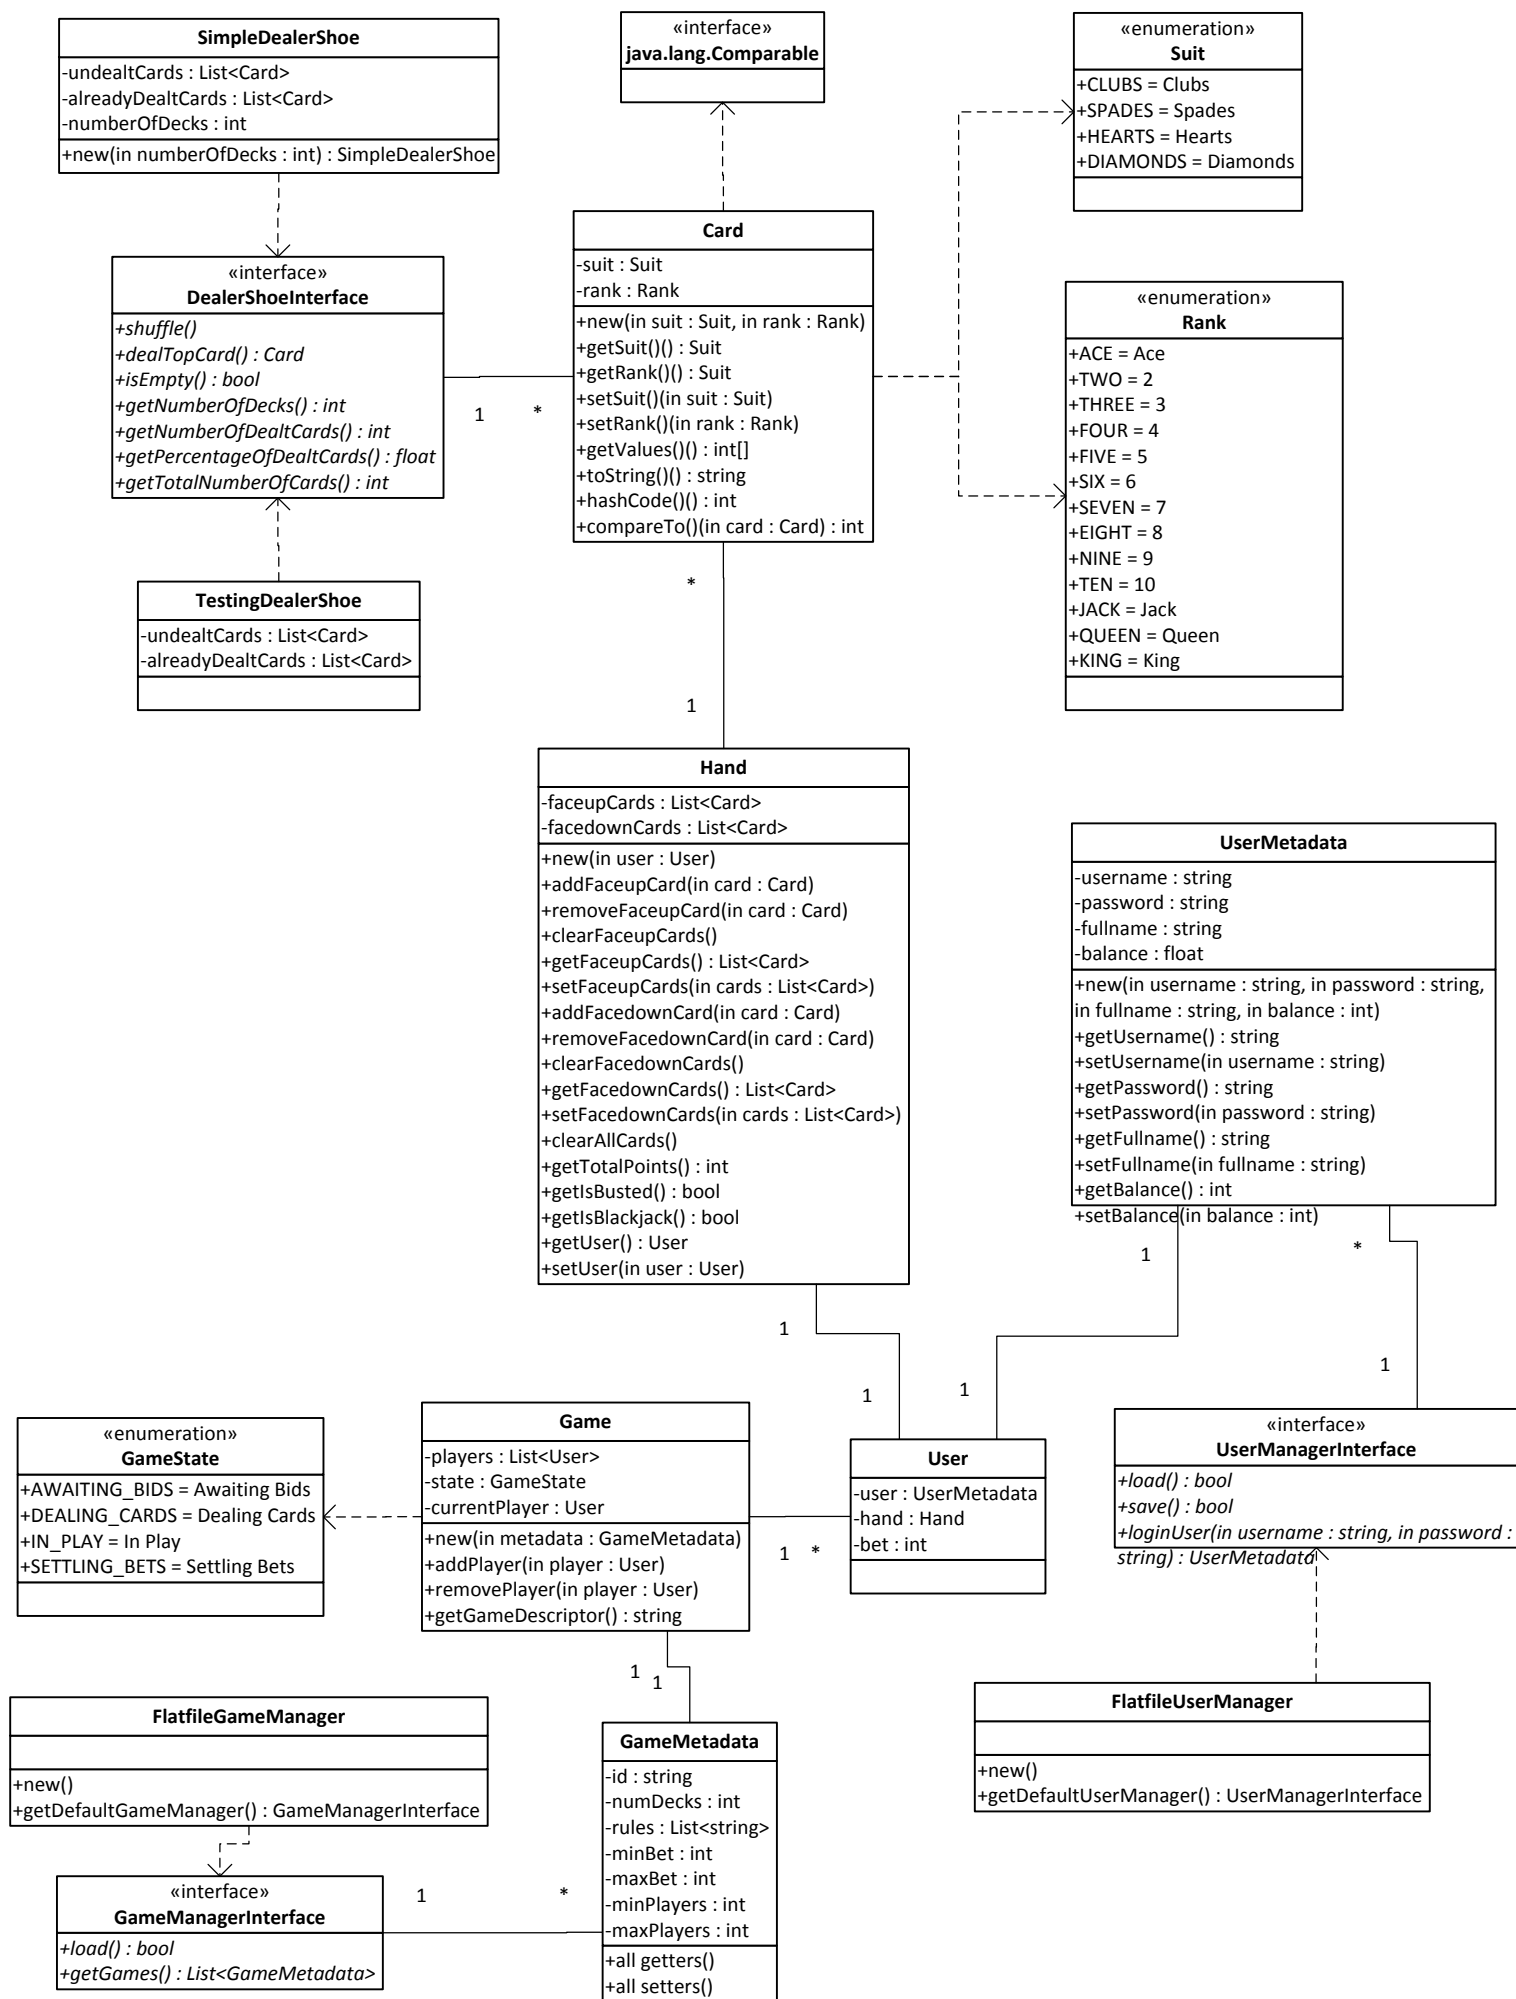 SimpleDealerShoe
-undealtCards : List<Card>
-alreadyDealtCards : List<Card>
-numberOfDecks : int
+new(in numberOfDecks : int) : SimpleDealerShoe
«interface»
java.lang.Comparable
«enumeration»
Suit
+CLUBS = Clubs
+SPADES = Spades
+HEARTS = Hearts
+DIAMONDS = Diamonds
«interface»
DealerShoeInterface
+shuffle()
+dealTopCard() : Card
+isEmpty() : bool
+getNumberOfDecks() : int
+getNumberOfDealtCards() : int
+getPercentageOfDealtCards() : float
+getTotalNumberOfCards() : int
1
*
Card
-suit : Suit
-rank : Rank
+new(in suit : Suit, in rank : Rank)
+getSuit()() : Suit
+getRank()() : Suit
+setSuit()(in suit : Suit)
+setRank()(in rank : Rank)
+getValues()() : int[]
+toString()() : string
+hashCode()() : int
+compareTo()(in card : Card) : int
«enumeration»
Rank
+ACE = Ace
+TWO = 2
+THREE = 3
+FOUR = 4
+FIVE = 5
+SIX = 6
+SEVEN = 7
+EIGHT = 8
+NINE = 9
+TEN = 10
+JACK = Jack
+QUEEN = Queen
+KING = King
TestingDealerShoe
-undealtCards : List<Card>
-alreadyDealtCards : List<Card>
*
1
Hand
-faceupCards : List<Card>
-facedownCards : List<Card>
+new(in user : User)
+addFaceupCard(in card : Card)
+removeFaceupCard(in card : Card)
+clearFaceupCards()
+getFaceupCards() : List<Card>
+setFaceupCards(in cards : List<Card>)
+addFacedownCard(in card : Card)
+removeFacedownCard(in card : Card)
+clearFacedownCards()
+getFacedownCards() : List<Card>
+setFacedownCards(in cards : List<Card>)
+clearAllCards()
+getTotalPoints() : int
+getIsBusted() : bool
+getIsBlackjack() : bool
+getUser() : User
+setUser(in user : User)
UserMetadata
-username : string
-password : string
-fullname : string
-balance : float
+new(in username : string, in password : string,
in fullname : string, in balance : int)
+getUsername() : string
+setUsername(in username : string)
+getPassword() : string
+setPassword(in password : string)
+getFullname() : string
+setFullname(in fullname : string)
+getBalance() : int
+setBalance(in balance : int)
1
*
1
1
1
1
«enumeration»
GameState
+AWAITING_BIDS = Awaiting Bids
+DEALING_CARDS = Dealing Cards
+IN_PLAY = In Play
+SETTLING_BETS = Settling Bets
Game
-players : List<User>
-state : GameState
-currentPlayer : User
+new(in metadata : GameMetadata)
+addPlayer(in player : User)
+removePlayer(in player : User)
+getGameDescriptor() : string
1
*
User
-user : UserMetadata
-hand : Hand
-bet : int
«interface»
UserManagerInterface
+load() : bool
+save() : bool
+loginUser(in username : string, in password :
string) : UserMetadata
1
1
FlatfileGameManager
+new()
+getDefaultGameManager() : GameManagerInterface
GameMetadata
-id : string
-numDecks : int
-rules : List<string>
-minBet : int
-maxBet : int
-minPlayers : int
-maxPlayers : int
+all getters()
+all setters()
FlatfileUserManager
+new()
+getDefaultUserManager() : UserManagerInterface
«interface»
GameManagerInterface
+load() : bool
+getGames() : List<GameMetadata>
1
*